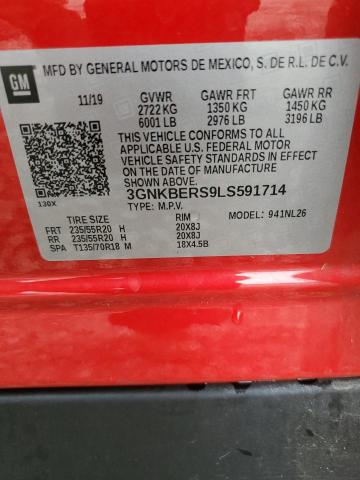 GM
MFD BY GENERAL MOTORS DE MEXICO, S. DE R.L. DE C.V.
11/19 GVWR GAWR FRT GAWR RR
2722 KG 1350 KG 1450 KG
6001 LB 2976 LB 3196 LB
THIS VEHICLE CONFORMS TO ALL
APPLICABLE U.S. FEDERAL MOTOR
VEHICLE SAFETY STANDARDS IN EFFECT
ON THE DATE OF MANUFACTURE SHOWN ABOVE.
3GNKBERS9LS591714
130X TYPE: M.P.V.
TIRE SIZE RIM MODEL: 941NL26
FRT 235/55R20 H 20X8J
RR 235/55R20 H 20X8J
SPA T135/70R18 M 18X4.5B